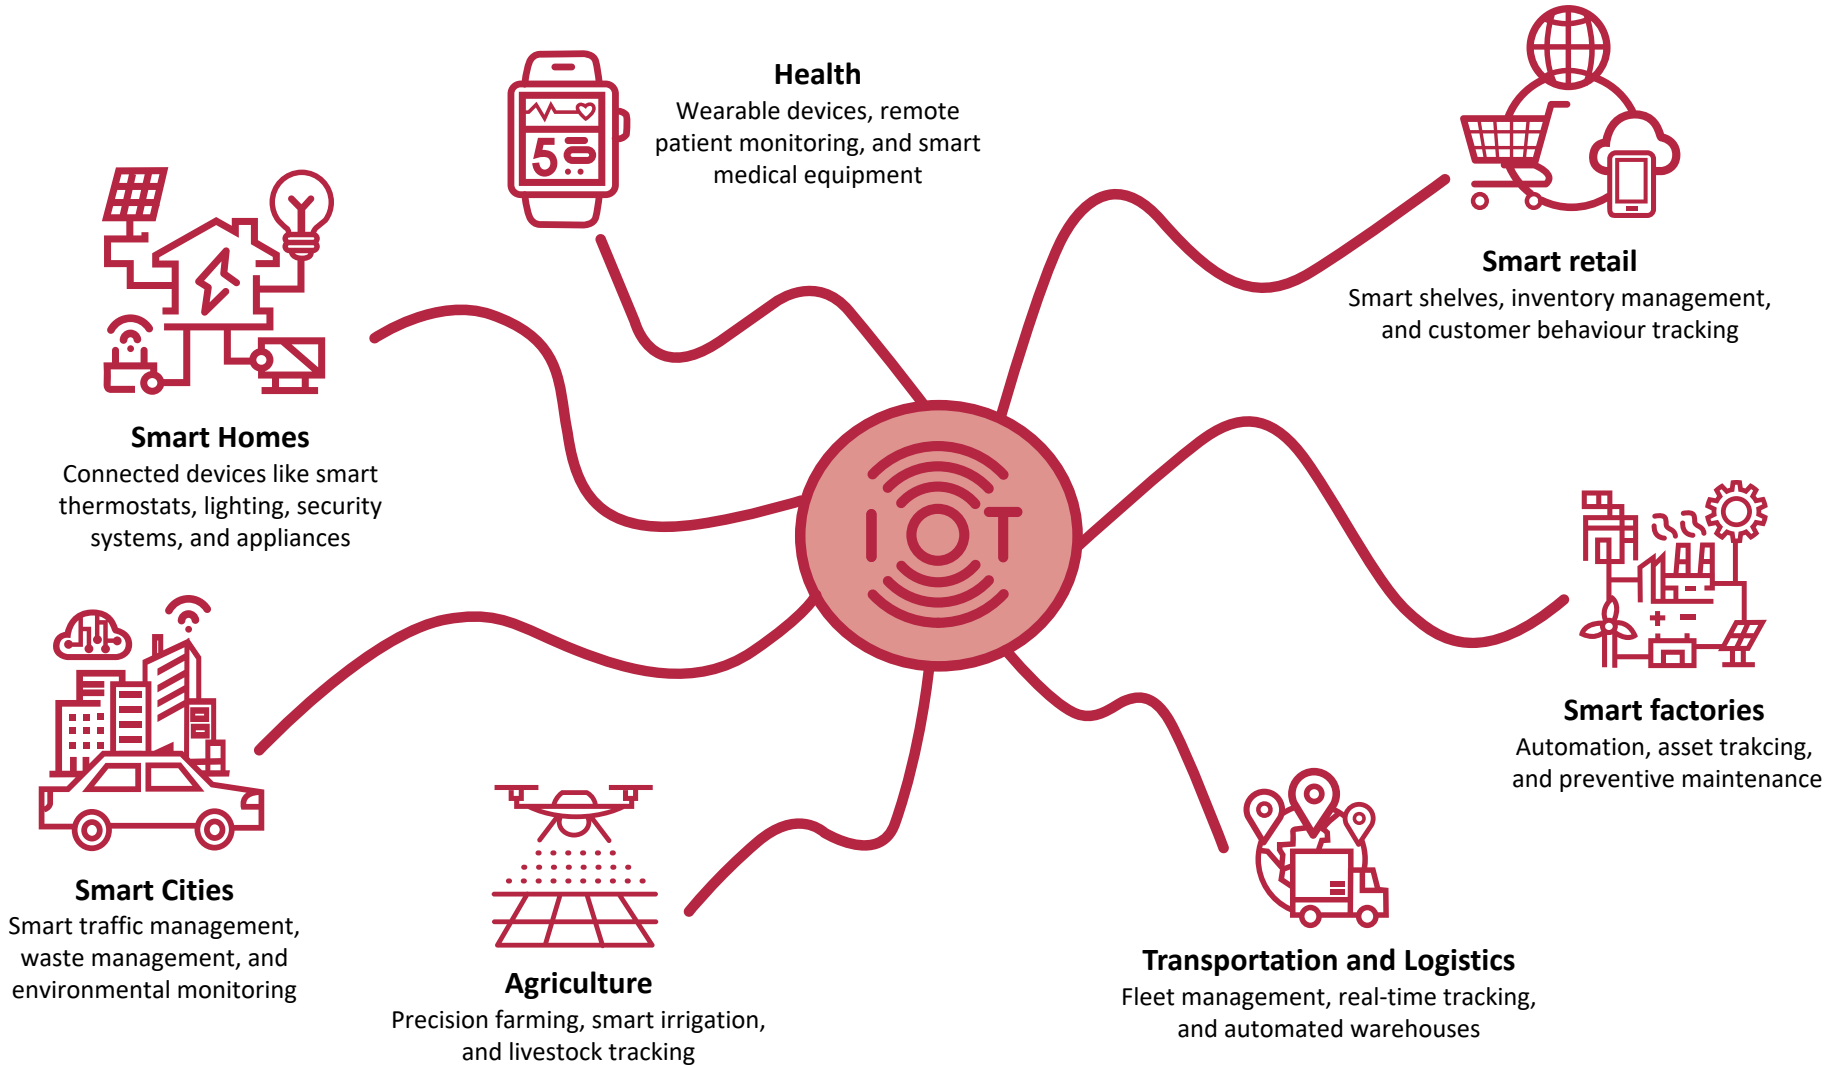 Health
Wearable devices, remote
patient monitoring, and smart
medical equipment
5
Smart retail
Smart shelves, inventory management,
and customer behaviour tracking
Smart Homes
Connected devices like smart
thermostats, lighting, security
systems, and appliances
IOT
Smart factories
Automation, asset trakcing,
and preventive maintenance
Smart Cities
Smart traffic management,
waste management, and
environmental monitoring
Agriculture
Precision farming, smart irrigation,
and livestock tracking
Transportation and Logistics
Fleet management, real-time tracking,
and automated warehouses